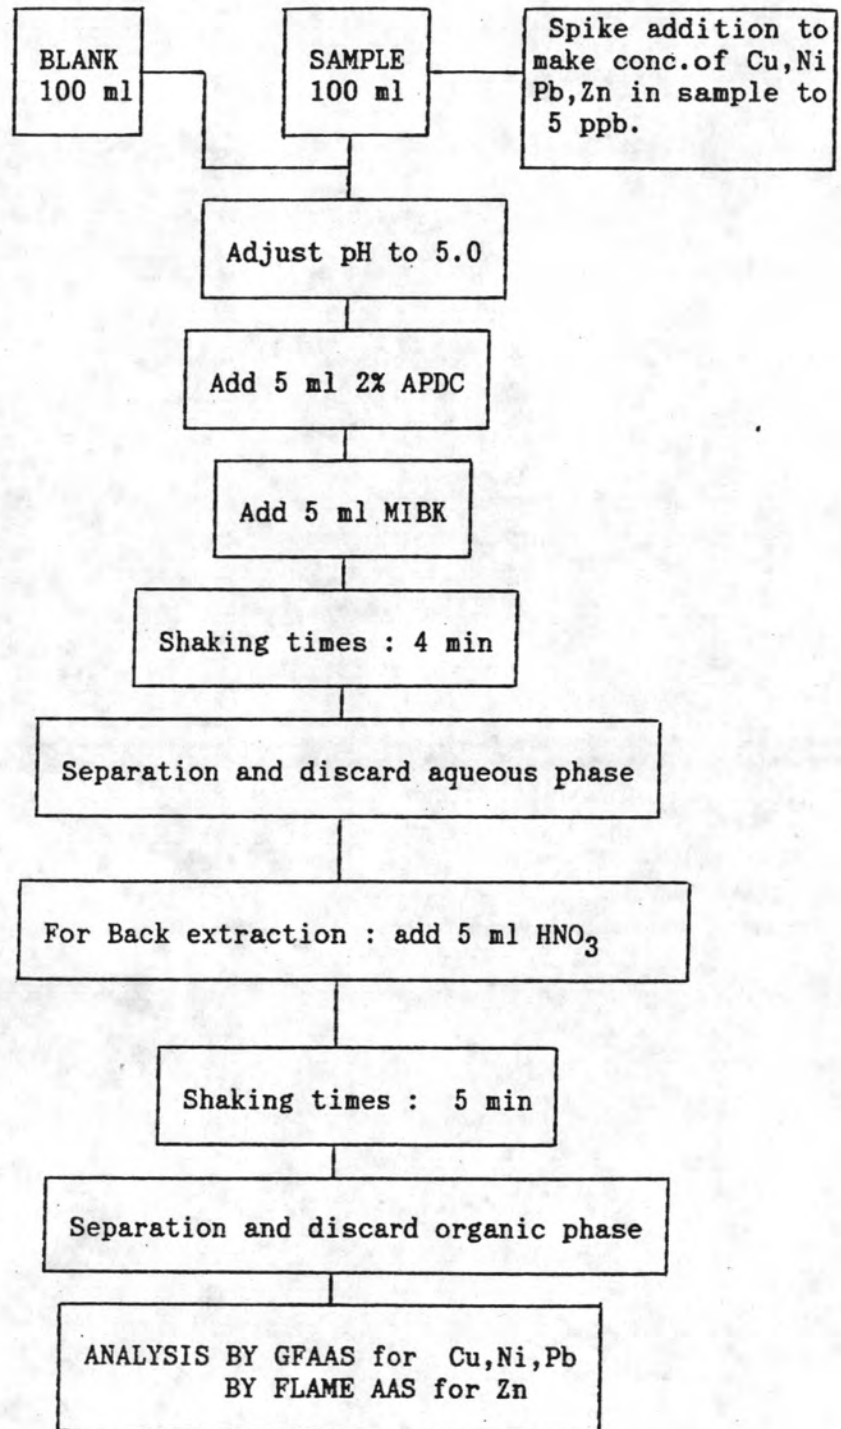 BLANK
100 ml
SAMPLE
100 ml
Spike addition to
make conc.of Cu,Ni
Pb,Zn in sample to
5 ppb.
Adjust pH to 5.0
Add 5 ml 2% APDC
Add 5 ml MIBK
Shaking times : 4 min
Separation and discard aqueous phase
For Back extraction : add 5 ml HNO3
Shaking times : 5 min
Separation and discard organic phase
ANALYSIS BY GFAAS for Cu,Ni,Pb
BY FLAME AAS for Zn